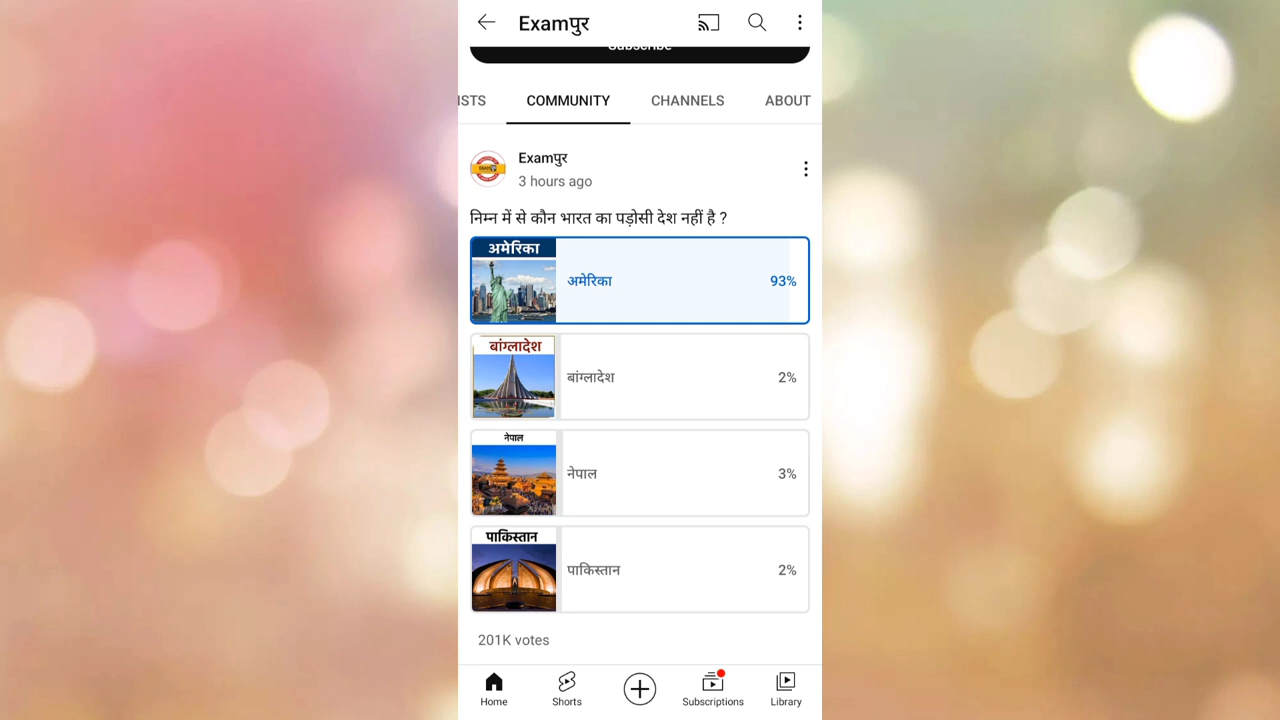 Examपुर
Subscribe
ISTS COMMUNITY CHANNELS ABOUT
Examपुर
3 hours ago
निम्न में से कौन भारत का पड़ोसी देश नहीं है ?
अमेरिका
अमेरिका 93%
बांग्लादेश
बांग्लादेश 2%
नेपाल
नेपाल 3%
पाकिस्तान
पाकिस्तान 2%
201K votes
Home Shorts Subscriptions Library